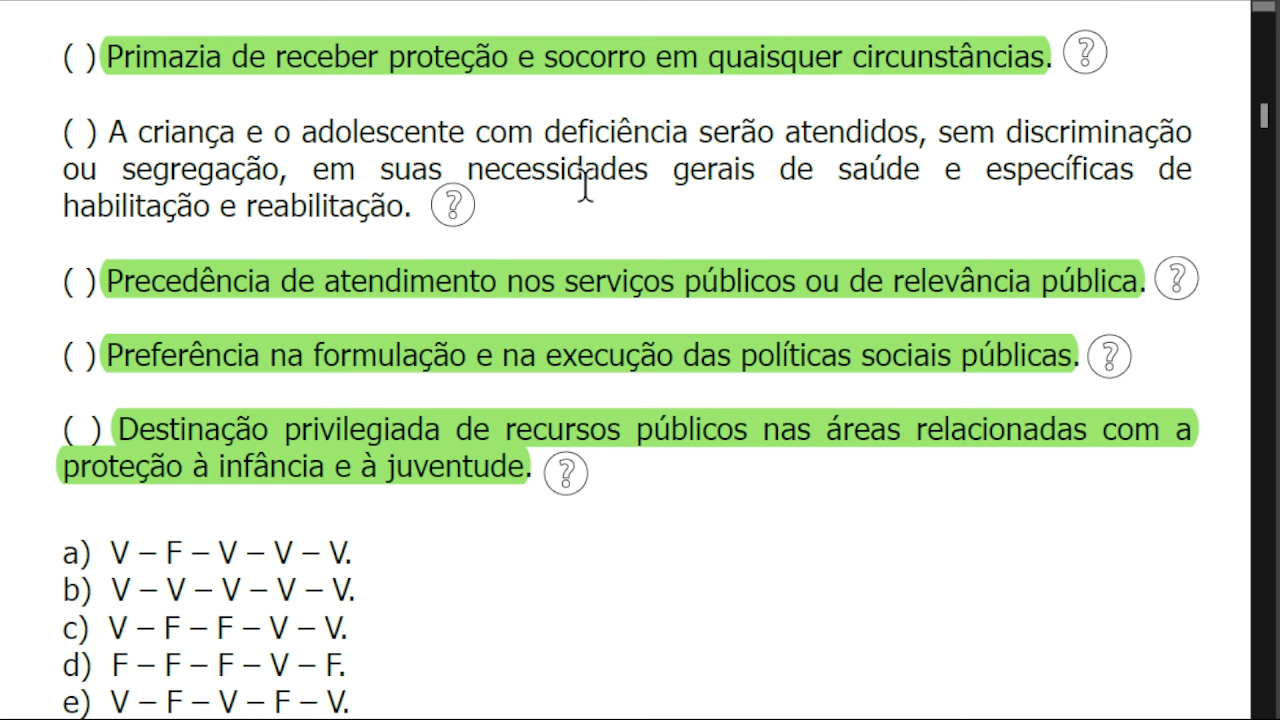 ( ) Primazia de receber proteção e socorro em quaisquer circunstâncias. ?
( ) A criança e o adolescente com deficiência serão atendidos, sem discriminação
ou segregação, em suas necessidades gerais de saúde e específicas de
habilitação e reabilitação. ?
( ) Precedência de atendimento nos serviços públicos ou de relevância pública. ?
( ) Preferência na formulação e na execução das políticas sociais públicas. ?
( ) Destinação privilegiada de recursos públicos nas áreas relacionadas com a
proteção à infância e à juventude. ?
a) V – F – V – V – V.
b) V – V – V – V – V.
c) V – F – F – V – V.
d) F – F – F – V – F.
e) V – F – V – F – V.